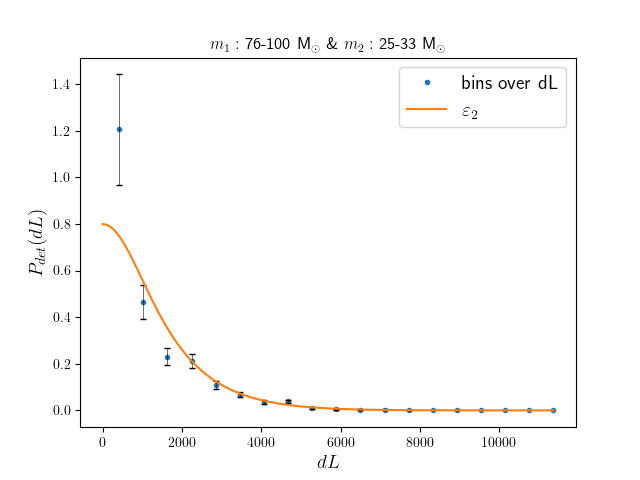 m₁ : 76-100 M⊙ & m₂ : 25-33 M⊙
P_det(dL)
1.4
1.2
1.0
0.8
0.6
0.4
0.2
0.0
bins over dL
ε₂
0 2000 4000 6000 8000 10000
dL